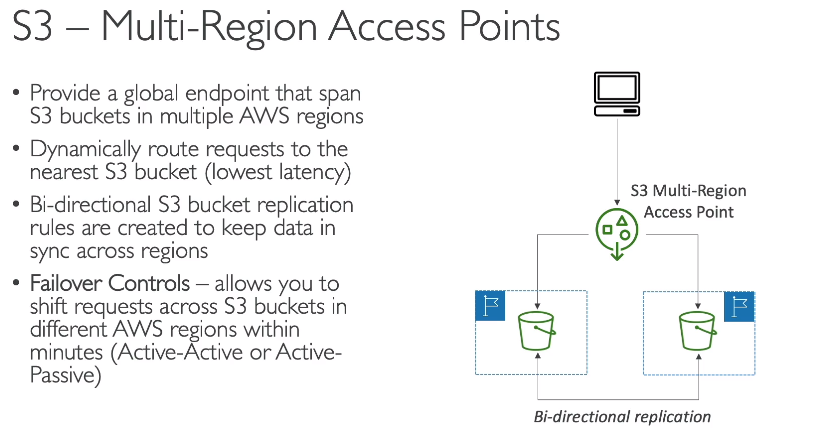 S3 – Multi-Region Access Points
• Provide a global endpoint that span
S3 buckets in multiple AWS regions
• Dynamically route requests to the
nearest S3 bucket (lowest latency)
• Bi-directional S3 bucket replication
rules are created to keep data in
sync across regions
• Failover Controls – allows you to
shift requests across S3 buckets in
different AWS regions within
minutes (Active-Active or Active-
Passive)
S3 Multi-Region
Access Point
Bi-directional replication